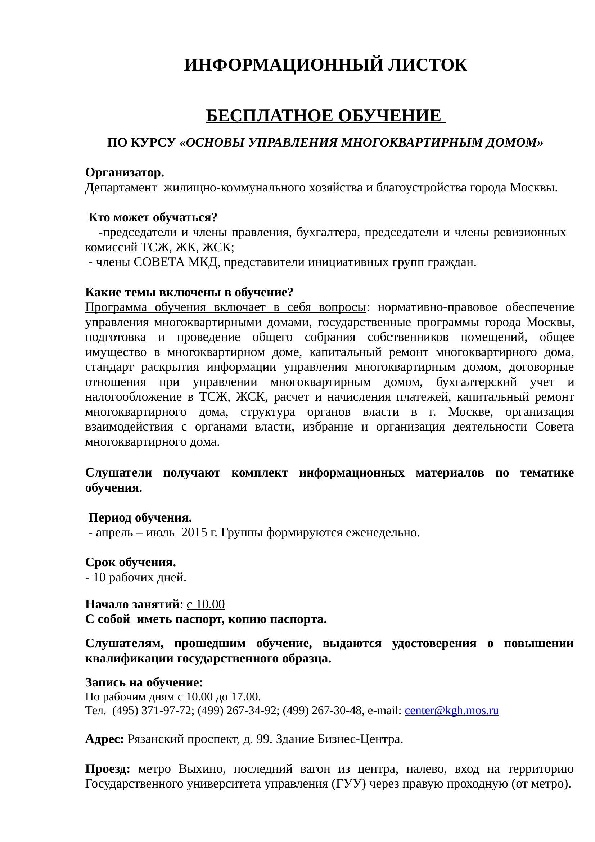 ИНФОРМАЦИОННЫЙ ЛИСТОК
БЕСПЛАТНОЕ ОБУЧЕНИЕ
ПО КУРСУ «ОСНОВЫ УПРАВЛЕНИЯ МНОГОКВАРТИРНЫМ ДОМОМ»
Организатор.
Департамент жилищно-коммунального хозяйства и благоустройства города Москвы.
Кто может обучаться?
-председатели и члены правления, бухгалтера, председатели и члены ревизионных
комиссий ТСЖ, ЖК, ЖСК;
- члены СОВЕТА МКД, представители инициативных групп граждан.
Какие темы включены в обучение?
Программа обучения включает в себя вопросы: нормативно-правовое обеспечение
управления многоквартирными домами, государственные программы города Москвы,
подготовка и проведение общего собрания собственников помещений, общее
имущество в многоквартирном доме, капитальный ремонт многоквартирного дома,
стандарт раскрытия информации управления многоквартирным домом, договорные
отношения при управлении многоквартирным домом, бухгалтерский учет и
налогообложение в ТСЖ, ЖСК, расчет и начисления платежей, капитальный ремонт
многоквартирного дома, структура органов власти в г. Москве, организация
взаимодействия с органами власти, избрание и организация деятельности Совета
многоквартирного дома.
Слушатели получают комплект информационных материалов по тематике
обучения.
Период обучения.
- апрель – июль 2015 г. Группы формируются еженедельно.
Срок обучения.
- 10 рабочих дней.
Начало занятий: с 10.00
С собой иметь паспорт, копию паспорта.
Слушателям, прошедшим обучение, выдаются удостоверения о повышении
квалификации государственного образца.
Запись на обучение:
По рабочим дням с 10.00 до 17.00.
Тел. (495) 371-97-72; (499) 267-34-92; (499) 267-30-48, e-mail: center@kgh.mos.ru
Адрес: Рязанский проспект, д. 99. Здание Бизнес-Центра.
Проезд: метро Выхино, последний вагон из центра, налево, вход на территорию
Государственного университета управления (ГУУ) через правую проходную (от метро).